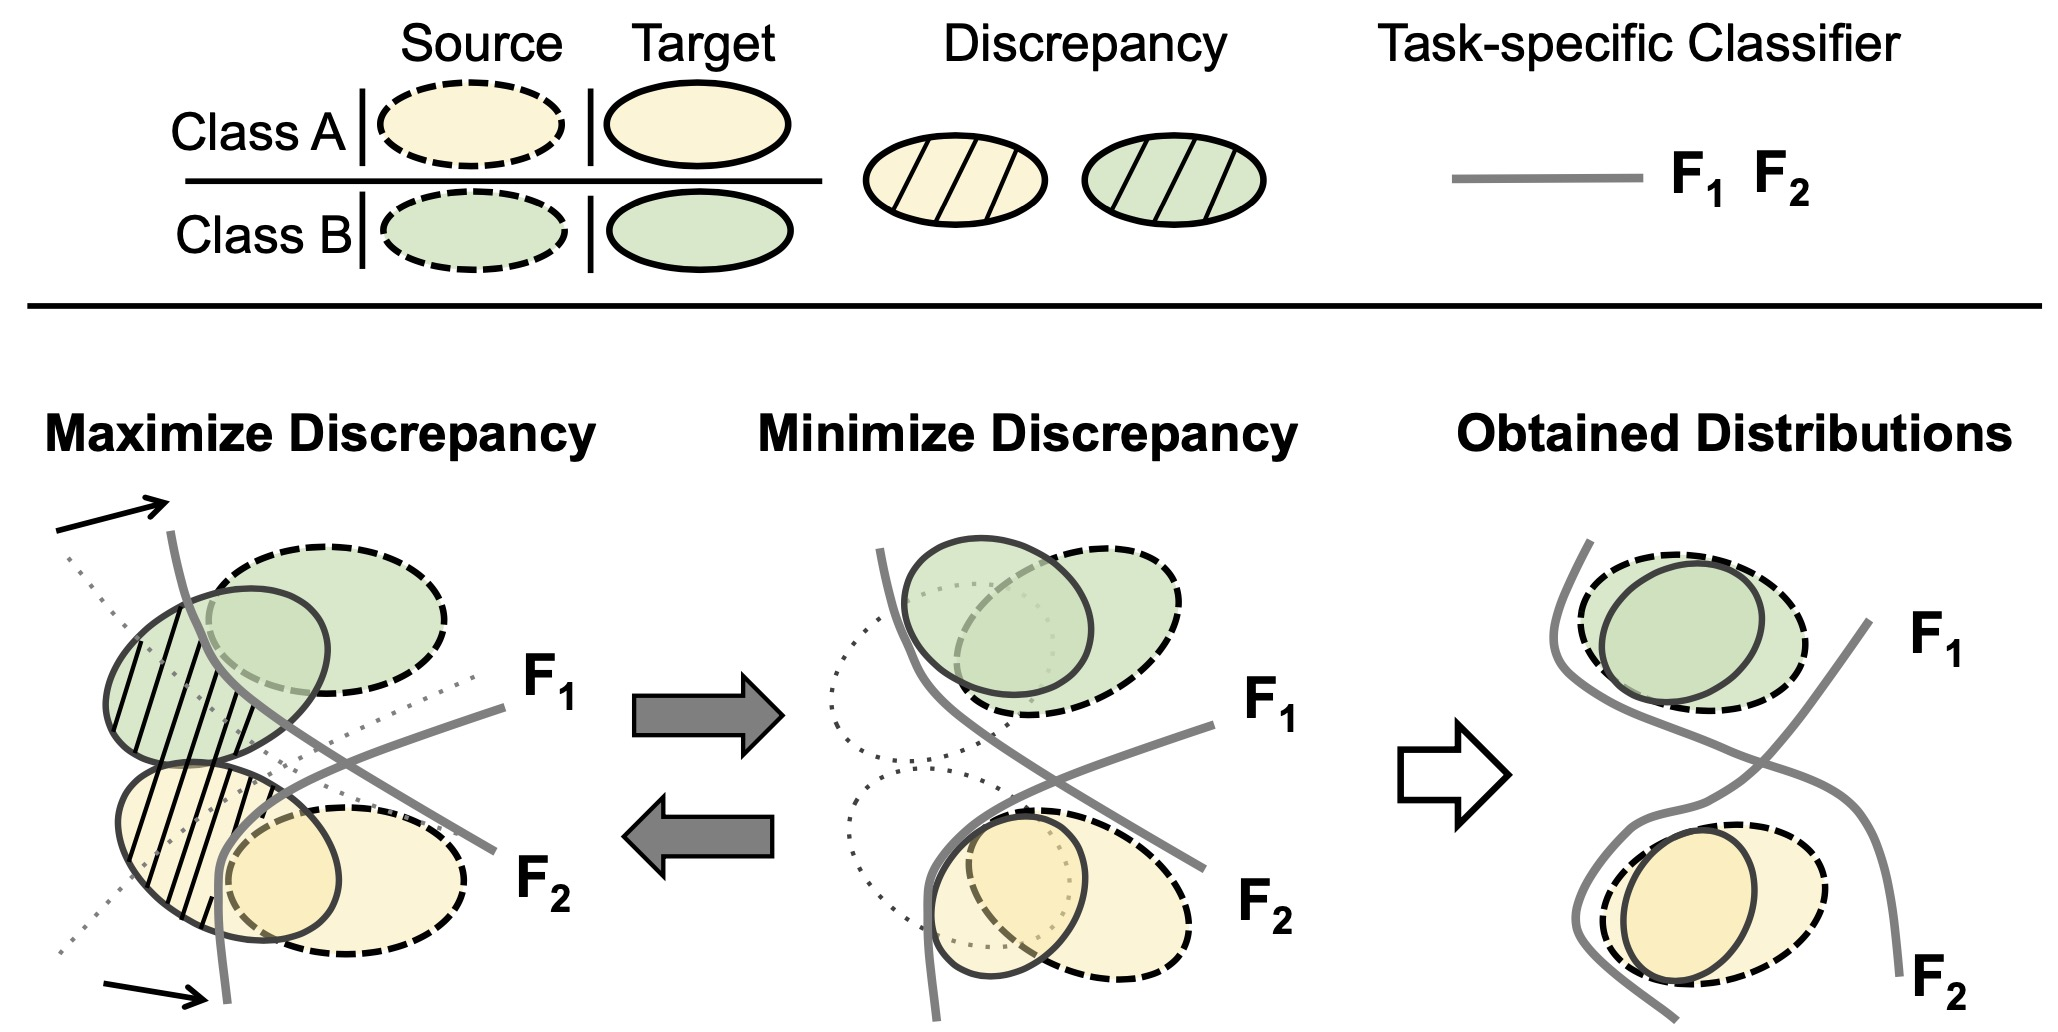 Source Target Discrepancy Task-specific Classifier
Class A
F1 F2
Class B
Maximize Discrepancy Minimize Discrepancy Obtained Distributions
F1
F2
F1
F2
F1
F2